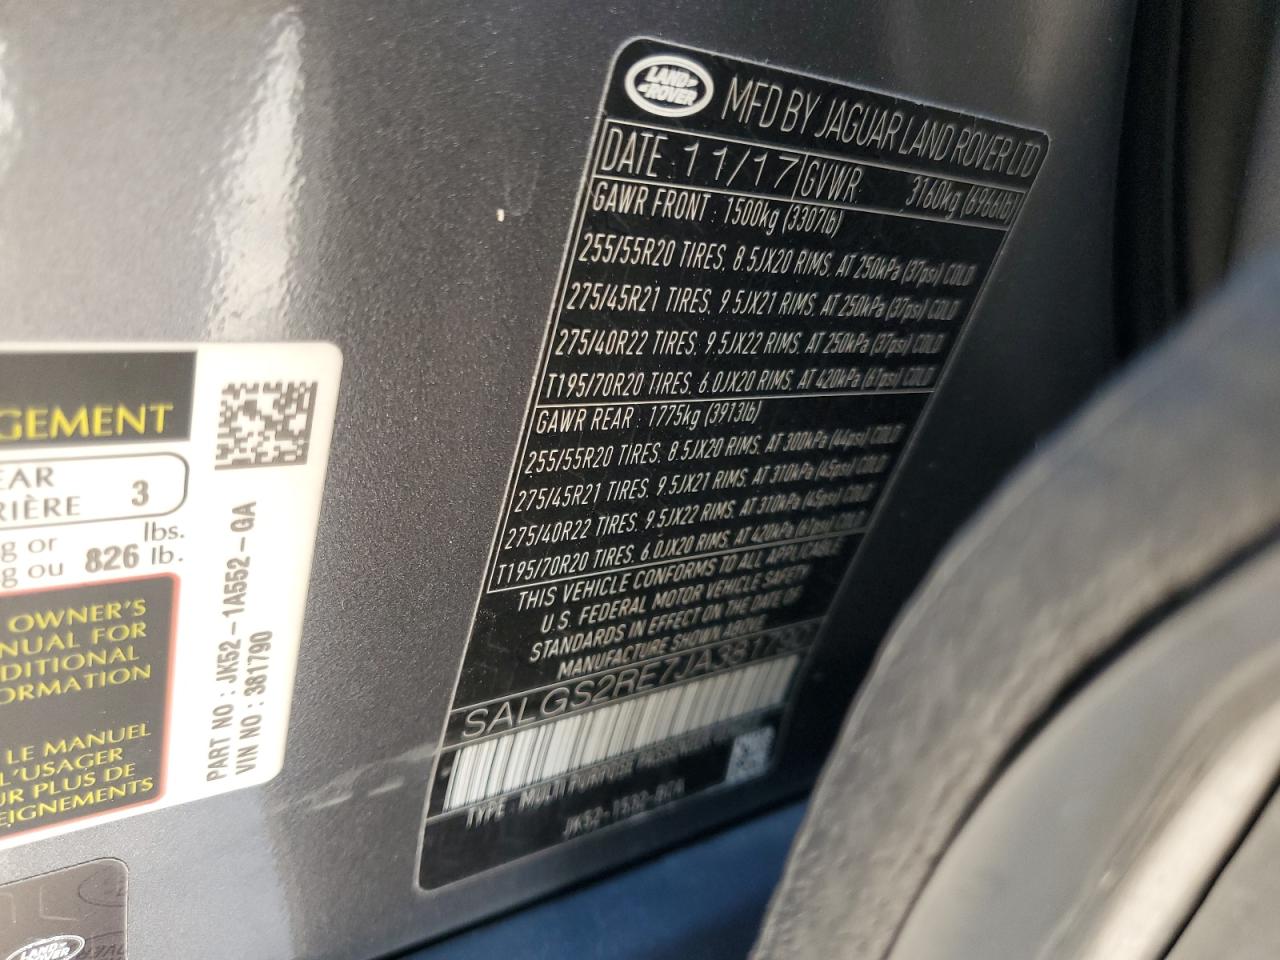 LAND ROVER
MFD BY JAGUAR LAND ROVER LTD
DATE: 11/17 GVWR: 3160kg (6966lb)
GAWR FRONT : 1500kg (3307lb)
255/55R20 TIRES, 8.5JX20 RIMS, AT 250kPa (37psi) COLD
275/45R21 TIRES, 9.5JX21 RIMS, AT 250kPa (37psi) COLD
275/40R22 TIRES, 9.5JX22 RIMS, AT 250kPa (37psi) COLD
T195/70R20 TIRES, 6.0JX20 RIMS, AT 420kPa (61psi) COLD
GAWR REAR : 1775kg (3913lb)
255/55R20 TIRES, 8.5JX20 RIMS, AT 300kPa (44psi) COLD
275/45R21 TIRES, 9.5JX21 RIMS, AT 310kPa (45psi) COLD
275/40R22 TIRES, 9.5JX22 RIMS, AT 310kPa (45psi) COLD
T195/70R20 TIRES, 6.0JX20 RIMS, AT 420kPa (61psi) COLD
THIS VEHICLE CONFORMS TO ALL APPLICABLE
U.S. FEDERAL MOTOR VEHICLE SAFETY
STANDARDS IN EFFECT ON THE DATE OF
MANUFACTURE SHOWN ABOVE
SALGS2RE7JA381790
TYPE : MULTI PURPOSE PASSENGER
JK52-1532-
GEMENT
EAR
RIÈRE 3
g or lbs.
g ou 826 lb.
OWNER'S
NUAL FOR
DITIONAL
ORMATION
LE MANUEL
L'USAGER
UR PLUS DE
EIGNEMENTS
PART NO : JK52-1A552-GA
VIN NO : 381790
LAND ROVER